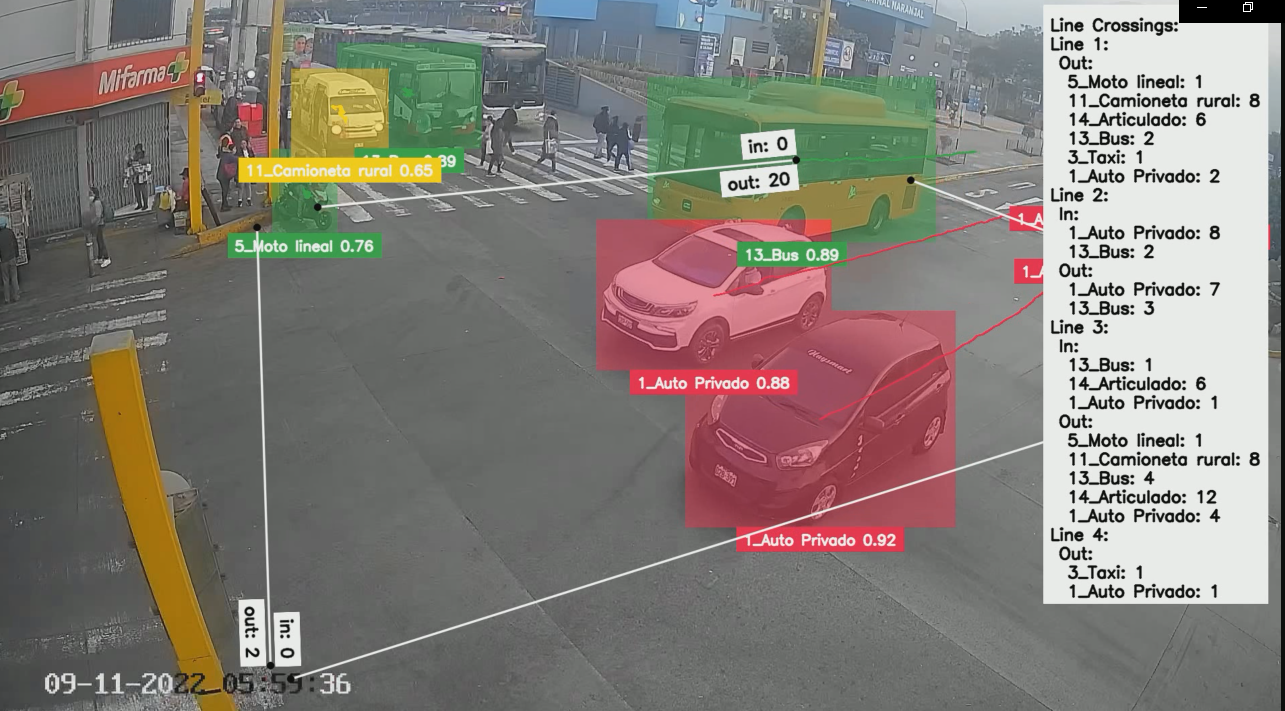 TERMINAL NARANJAL
Mifarma
11_Camioneta rural 0.65
5_Moto lineal 0.76
in: 0
out: 20
13_Bus 0.89
1_Auto Privado 0.88
Kaysmart
1_Auto Privado 0.92
1_A
1_A
out: 2
in: 0
09-11-2022 05:59:36
Line Crossings:
Line 1:
Out:
5_Moto lineal: 1
11_Camioneta rural: 8
14_Articulado: 6
13_Bus: 2
3_Taxi: 1
1_Auto Privado: 2
Line 2:
In:
1_Auto Privado: 8
13_Bus: 2
Out:
1_Auto Privado: 7
13_Bus: 3
Line 3:
In:
13_Bus: 1
14_Articulado: 6
1_Auto Privado: 1
Out:
5_Moto lineal: 1
11_Camioneta rural: 8
13_Bus: 4
14_Articulado: 12
1_Auto Privado: 4
Line 4:
Out:
3_Taxi: 1
1_Auto Privado: 1